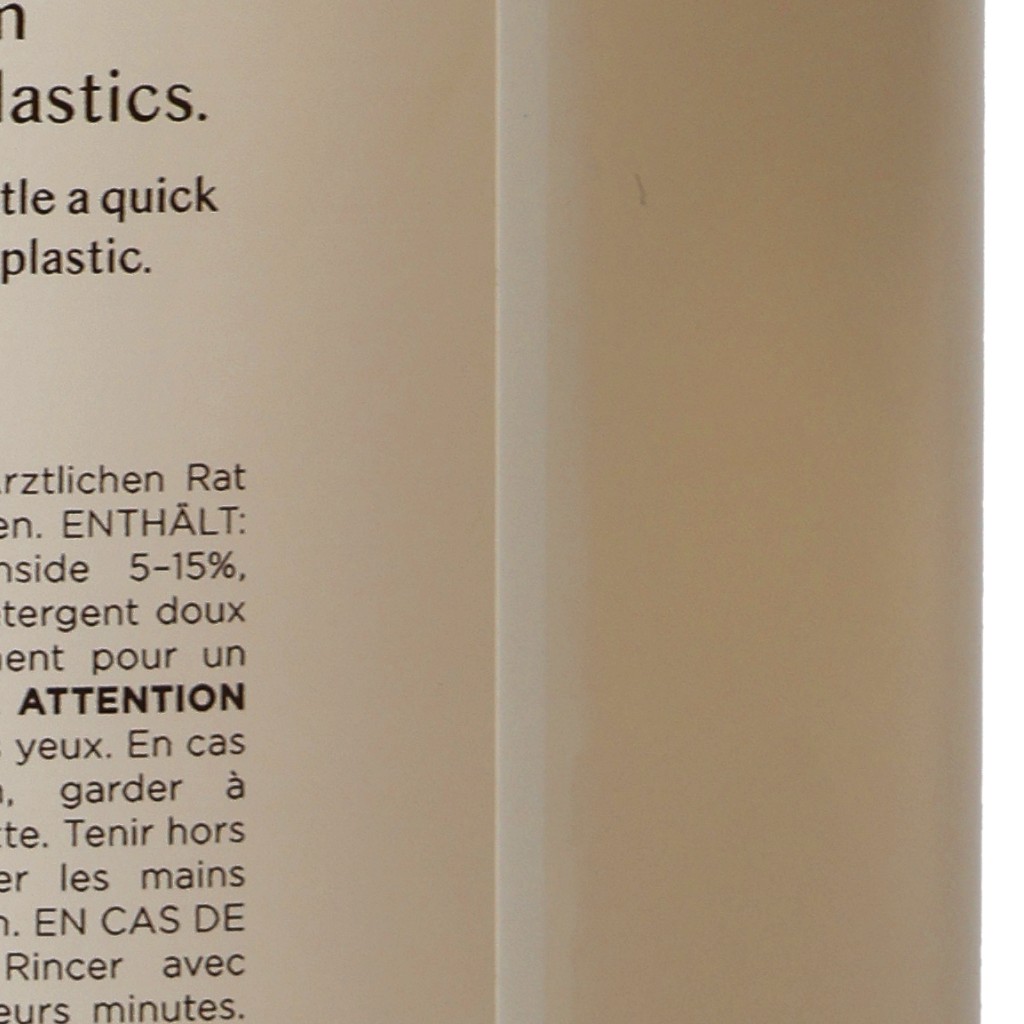 n
lastics.
tle a quick
plastic.
rztlichen Rat
en. ENTHÄLT:
nside 5–15%,
tergent doux
ent pour un
ATTENTION
yeux. En cas
, garder à
te. Tenir hors
er les mains
n. EN CAS DE
Rincer avec
eurs minutes.